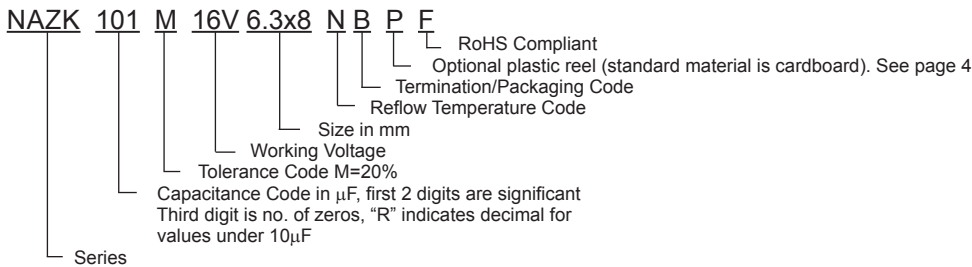 NAZK 101 M 16V 6.3x8 N B P F
RoHS Compliant
Optional plastic reel (standard material is cardboard). See page 4
Termination/Packaging Code
Reflow Temperature Code
Size in mm
Working Voltage
Tolerance Code M=20%
Capacitance Code in μF, first 2 digits are significant
Third digit is no. of zeros, “R” indicates decimal for
values under 10μF
Series